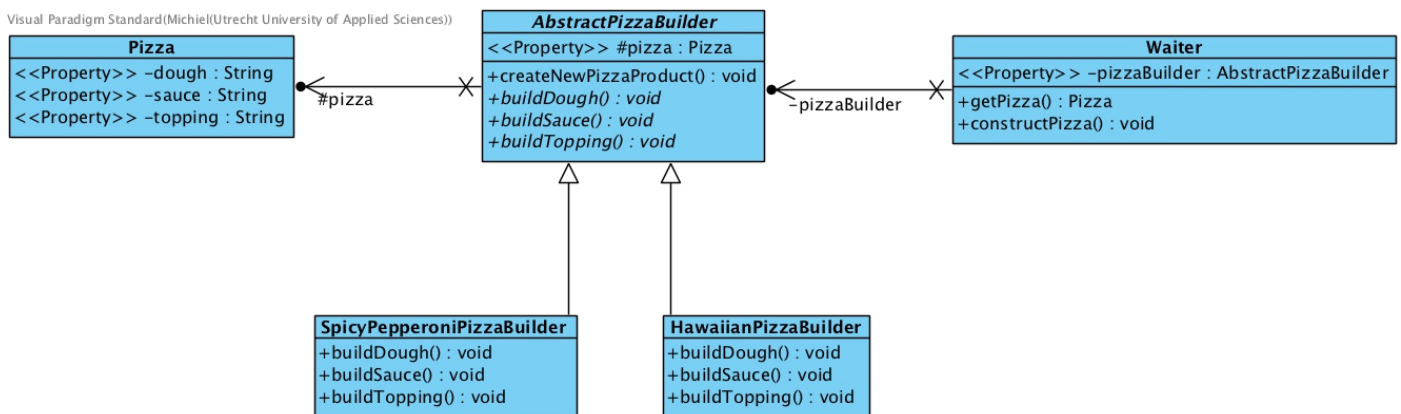 Visual Paradigm Standard(Michiel(Utrecht University of Applied Sciences))
Pizza
<<Property>> -dough : String
<<Property>> -sauce : String
<<Property>> -topping : String
#pizza
AbstractPizzaBuilder
<<Property>> #pizza : Pizza
+createNewPizzaProduct() : void
+buildDough() : void
+buildSauce() : void
+buildTopping() : void
-pizzaBuilder
Waiter
<<Property>> -pizzaBuilder : AbstractPizzaBuilder
+getPizza() : Pizza
+constructPizza() : void
SpicyPepperoniPizzaBuilder
+buildDough() : void
+buildSauce() : void
+buildTopping() : void
HawaiianPizzaBuilder
+buildDough() : void
+buildSauce() : void
+buildTopping() : void